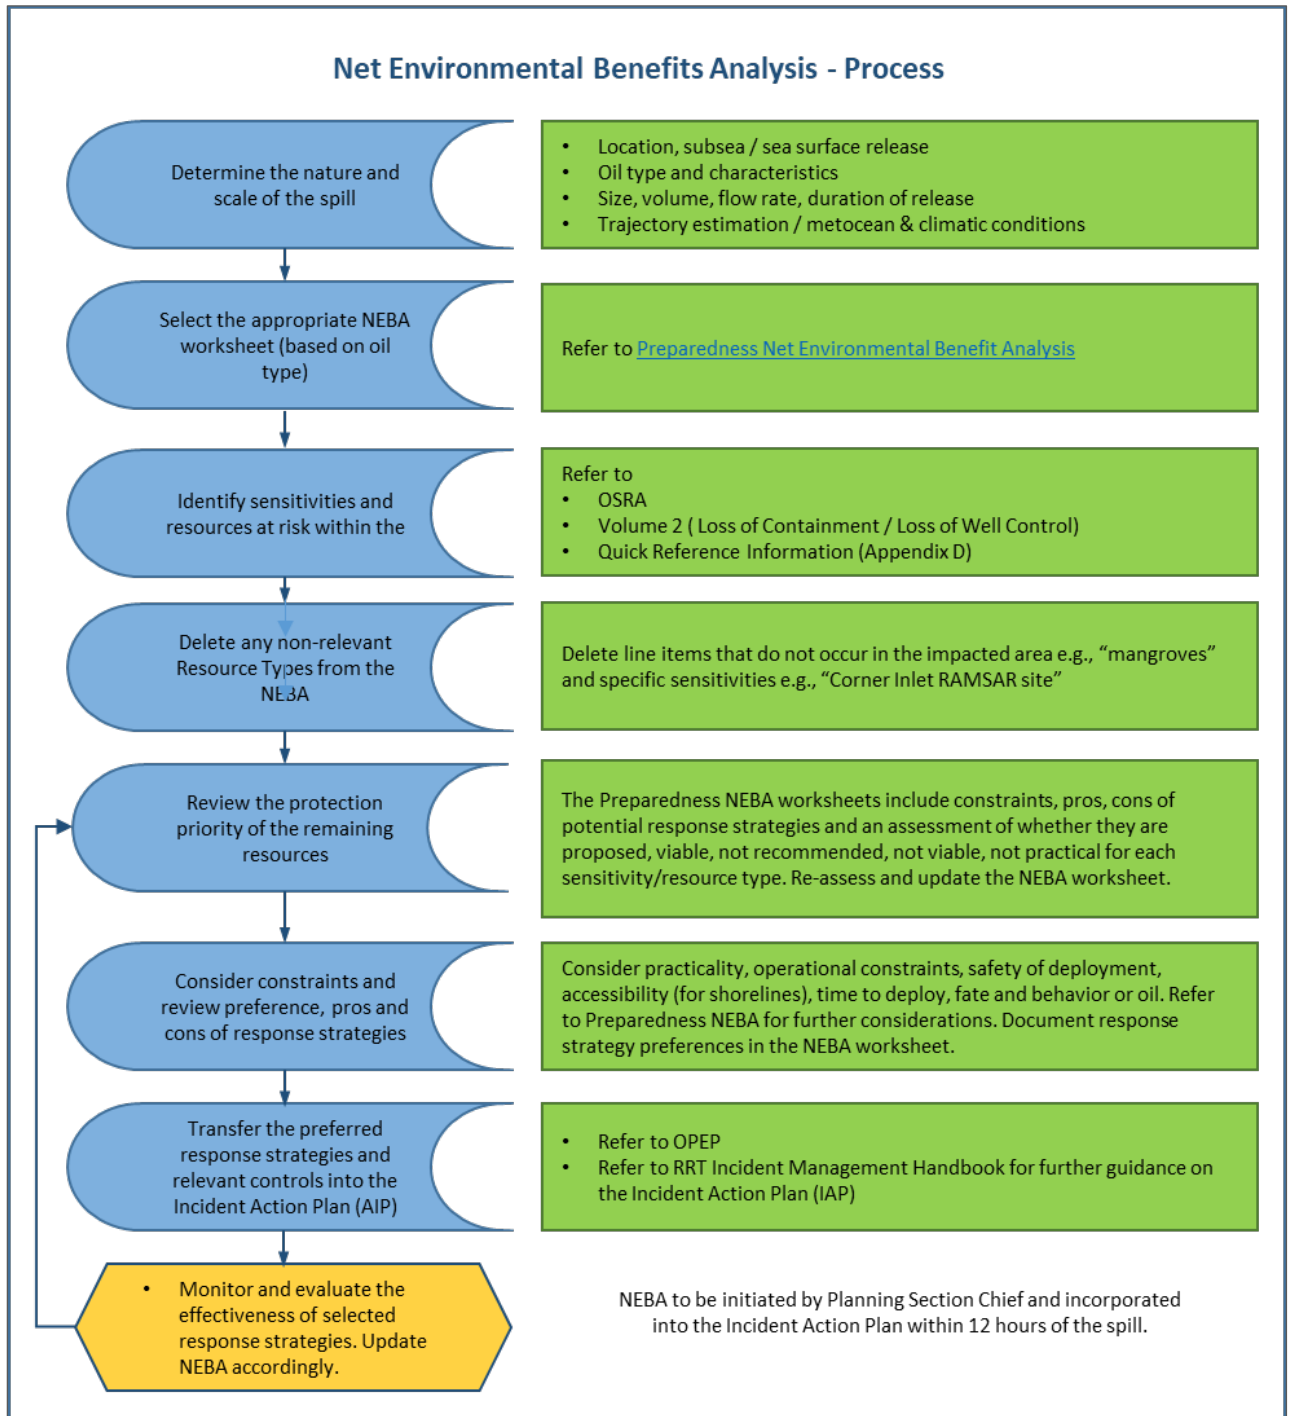 Net Environmental Benefits Analysis - Process
Determine the nature and
scale of the spill
• Location, subsea / sea surface release
• Oil type and characteristics
• Size, volume, flow rate, duration of release
• Trajectory estimation / metocean & climatic conditions
Select the appropriate NEBA
worksheet (based on oil
type)
Refer to Preparedness Net Environmental Benefit Analysis
Identify sensitivities and
resources at risk within the
Refer to
• OSRA
• Volume 2 ( Loss of Containment / Loss of Well Control)
• Quick Reference Information (Appendix D)
Delete any non-relevant
Resource Types from the
NEBA
Delete line items that do not occur in the impacted area e.g., “mangroves”
and specific sensitivities e.g., “Corner Inlet RAMSAR site”
Review the protection
priority of the remaining
resources
The Preparedness NEBA worksheets include constraints, pros, cons of
potential response strategies and an assessment of whether they are
proposed, viable, not recommended, not viable, not practical for each
sensitivity/resource type. Re-assess and update the NEBA worksheet.
Consider constraints and
review preference, pros and
cons of response strategies
Consider practicality, operational constraints, safety of deployment,
accessibility (for shorelines), time to deploy, fate and behavior or oil. Refer
to Preparedness NEBA for further considerations. Document response
strategy preferences in the NEBA worksheet.
Transfer the preferred
response strategies and
relevant controls into the
Incident Action Plan (AIP)
• Refer to OPEP
• Refer to RRT Incident Management Handbook for further guidance on
the Incident Action Plan (IAP)
• Monitor and evaluate the
effectiveness of selected
response strategies. Update
NEBA accordingly.
NEBA to be initiated by Planning Section Chief and incorporated
into the Incident Action Plan within 12 hours of the spill.